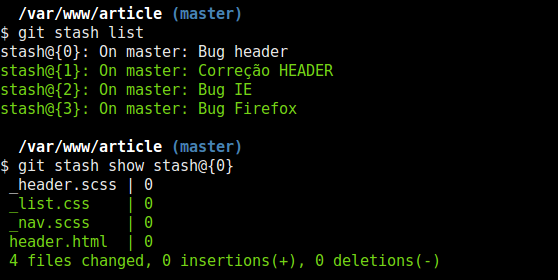 /var/www/article (master)
$ git stash list
stash@{0}: On master: Bug header
stash@{1}: On master: Correção HEADER
stash@{2}: On master: Bug IE
stash@{3}: On master: Bug Firefox
/var/www/article (master)
$ git stash show stash@{0}
_header.scss | 0
_list.css | 0
_nav.scss | 0
header.html | 0
4 files changed, 0 insertions(+), 0 deletions(-)